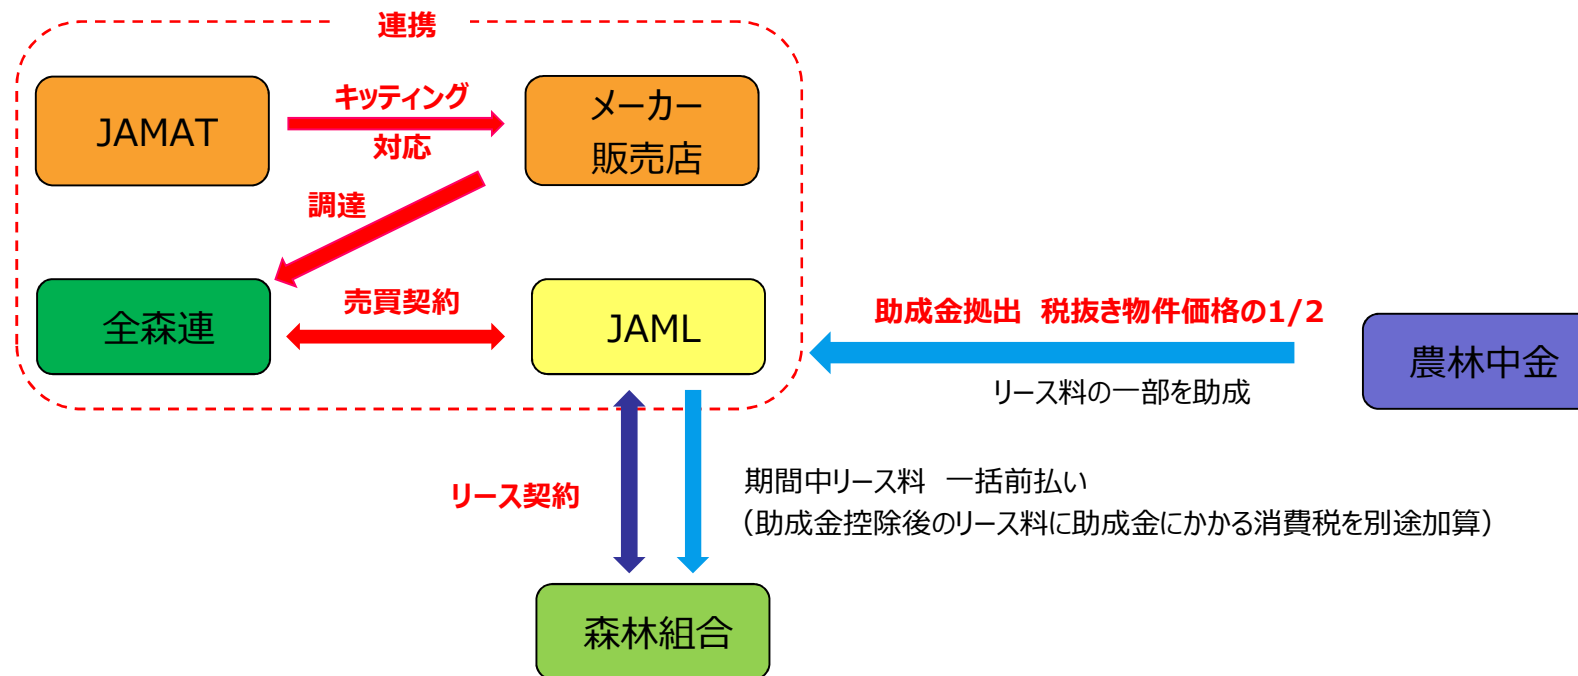 連携
JAMAT
キッティング
対応
メーカー
販売店
調達
全森連
売買契約
JAML
助成金拠出　税抜き物件価格の1/2
リース料の一部を助成
農林中金
リース契約
期間中リース料　一括前払い
（助成金控除後のリース料に助成金にかかる消費税を別途加算）
森林組合